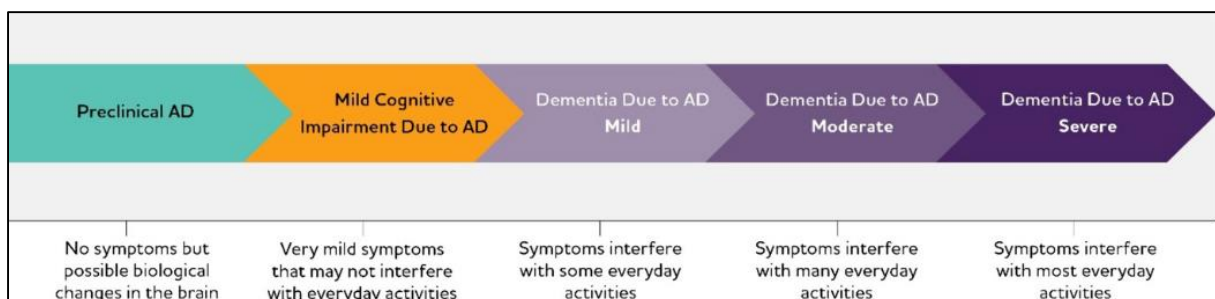 Preclinical AD
Mild Cognitive
Impairment Due to AD
Dementia Due to AD
Mild
Dementia Due to AD
Moderate
Dementia Due to AD
Severe
No symptoms but
possible biological
changes in the brain
Very mild symptoms
that may not interfere
with everyday activities
Symptoms interfere
with some everyday
activities
Symptoms interfere
with many everyday
activities
Symptoms interfere
with most everyday
activities